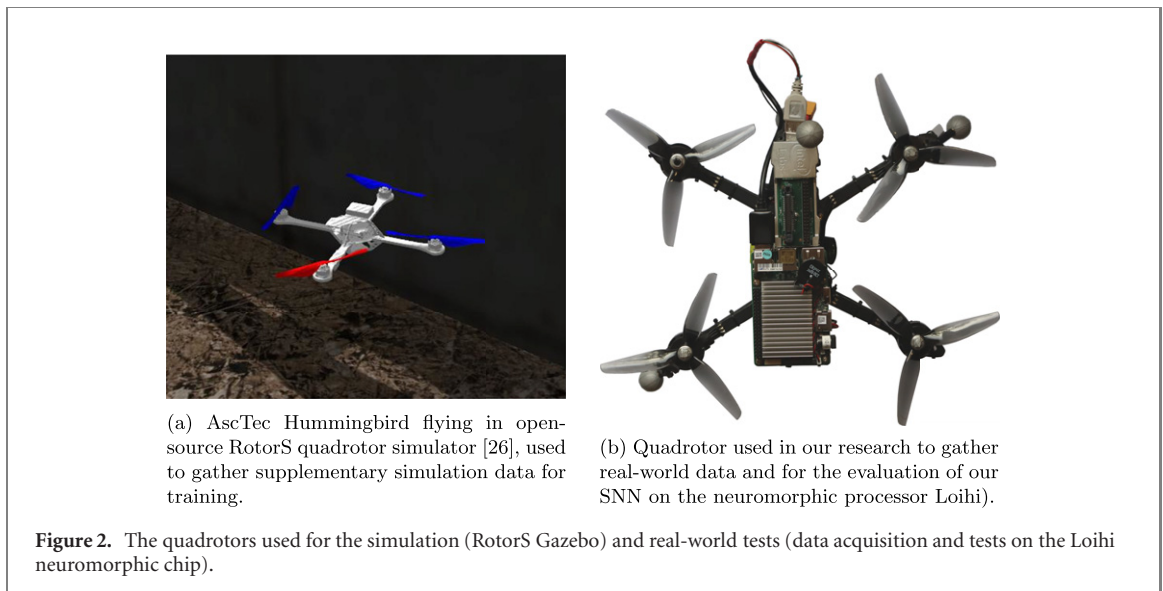 (a) AscTec Hummingbird flying in open-
source RotorS quadrotor simulator [26], used
to gather supplementary simulation data for
training.
(b) Quadrotor used in our research to gather
real-world data and for the evaluation of our
SNN on the neuromorphic processor Loihi).
Figure 2. The quadrotors used for the simulation (RotorS Gazebo) and real-world tests (data acquisition and tests on the Loihi
neuromorphic chip).